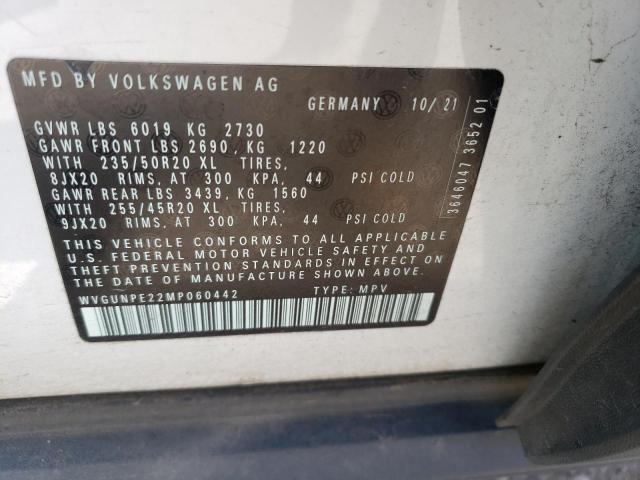 MFD BY VOLKSWAGEN AG
GERMANY 10/ 21
GVWR LBS 6019 KG 2730
GAWR FRONT LBS 2690, KG 1220
WITH 235/50R20 XL TIRES,
8JX20 RIMS, AT 300 KPA, 44 PSI COLD
GAWR REAR LBS 3439, KG 1560
WITH 255/45R20 XL TIRES,
9JX20 RIMS, AT 300 KPA, 44 PSI COLD
THIS VEHICLE CONFORMS TO ALL APPLICABLE
U.S. FEDERAL MOTOR VEHICLE SAFETY AND
THEFT PREVENTION STANDARDS IN EFFECT ON
THE DATE OF MANUFACTURE SHOWN ABOVE.
WVGUNPE22MP060442 TYPE: MPV
3646047 3652 01